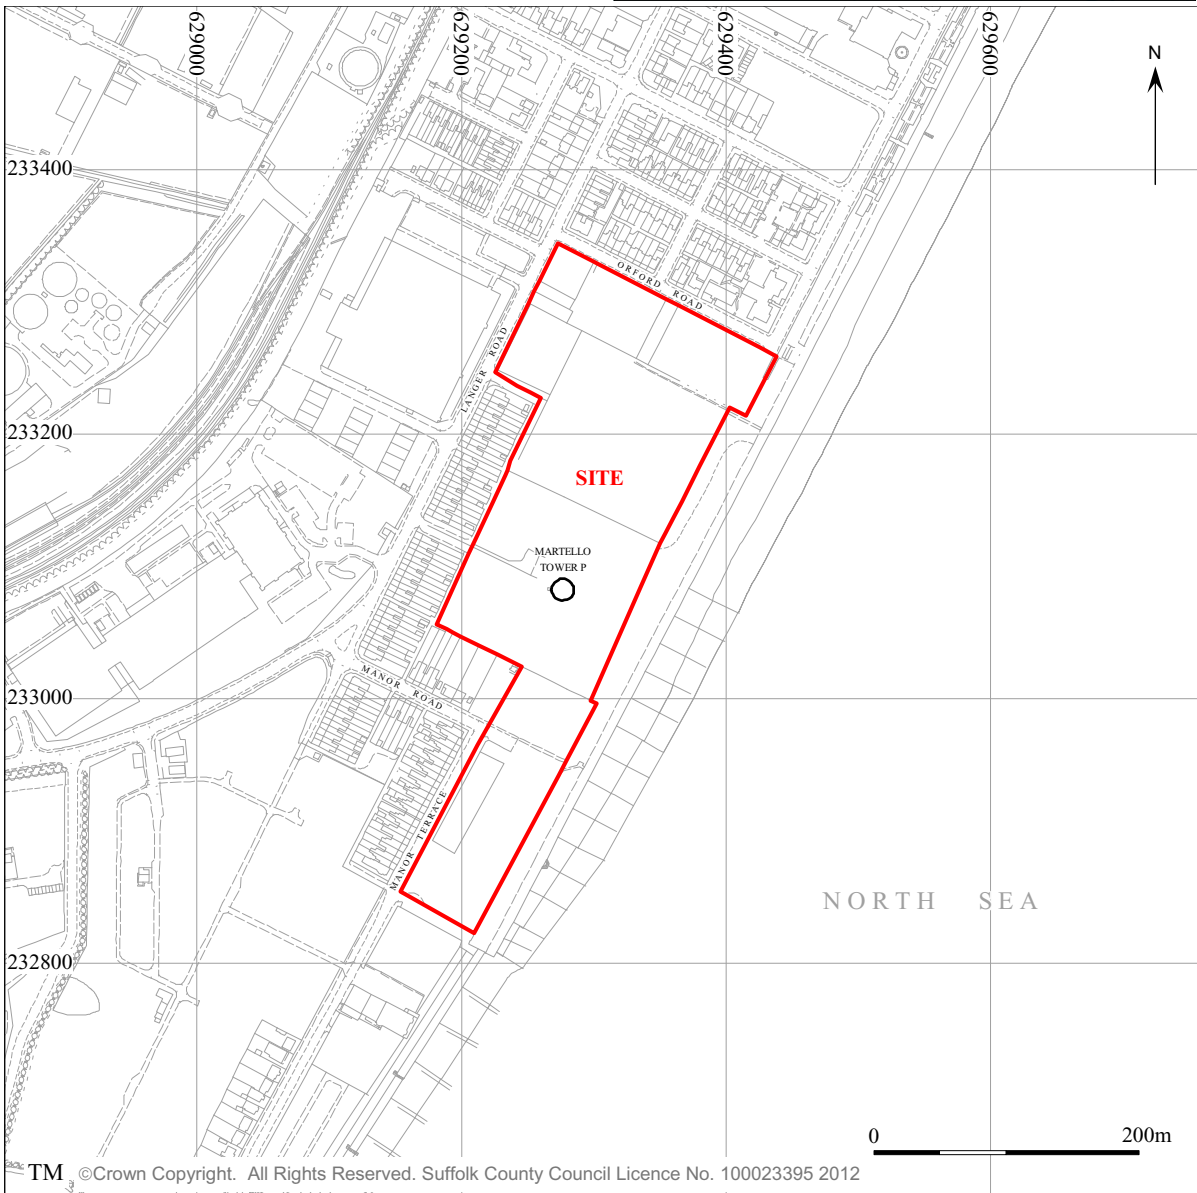 629000
629200
629400
629600
N
233400
ORFORD ROAD
LANGER ROAD
233200
SITE
MARTELLO
TOWER P
MANOR ROAD
233000
MANOR TERRACE
NORTH SEA
232800
0 200m
TM ©Crown Copyright. All Rights Reserved. Suffolk County Council Licence No. 100023395 2012